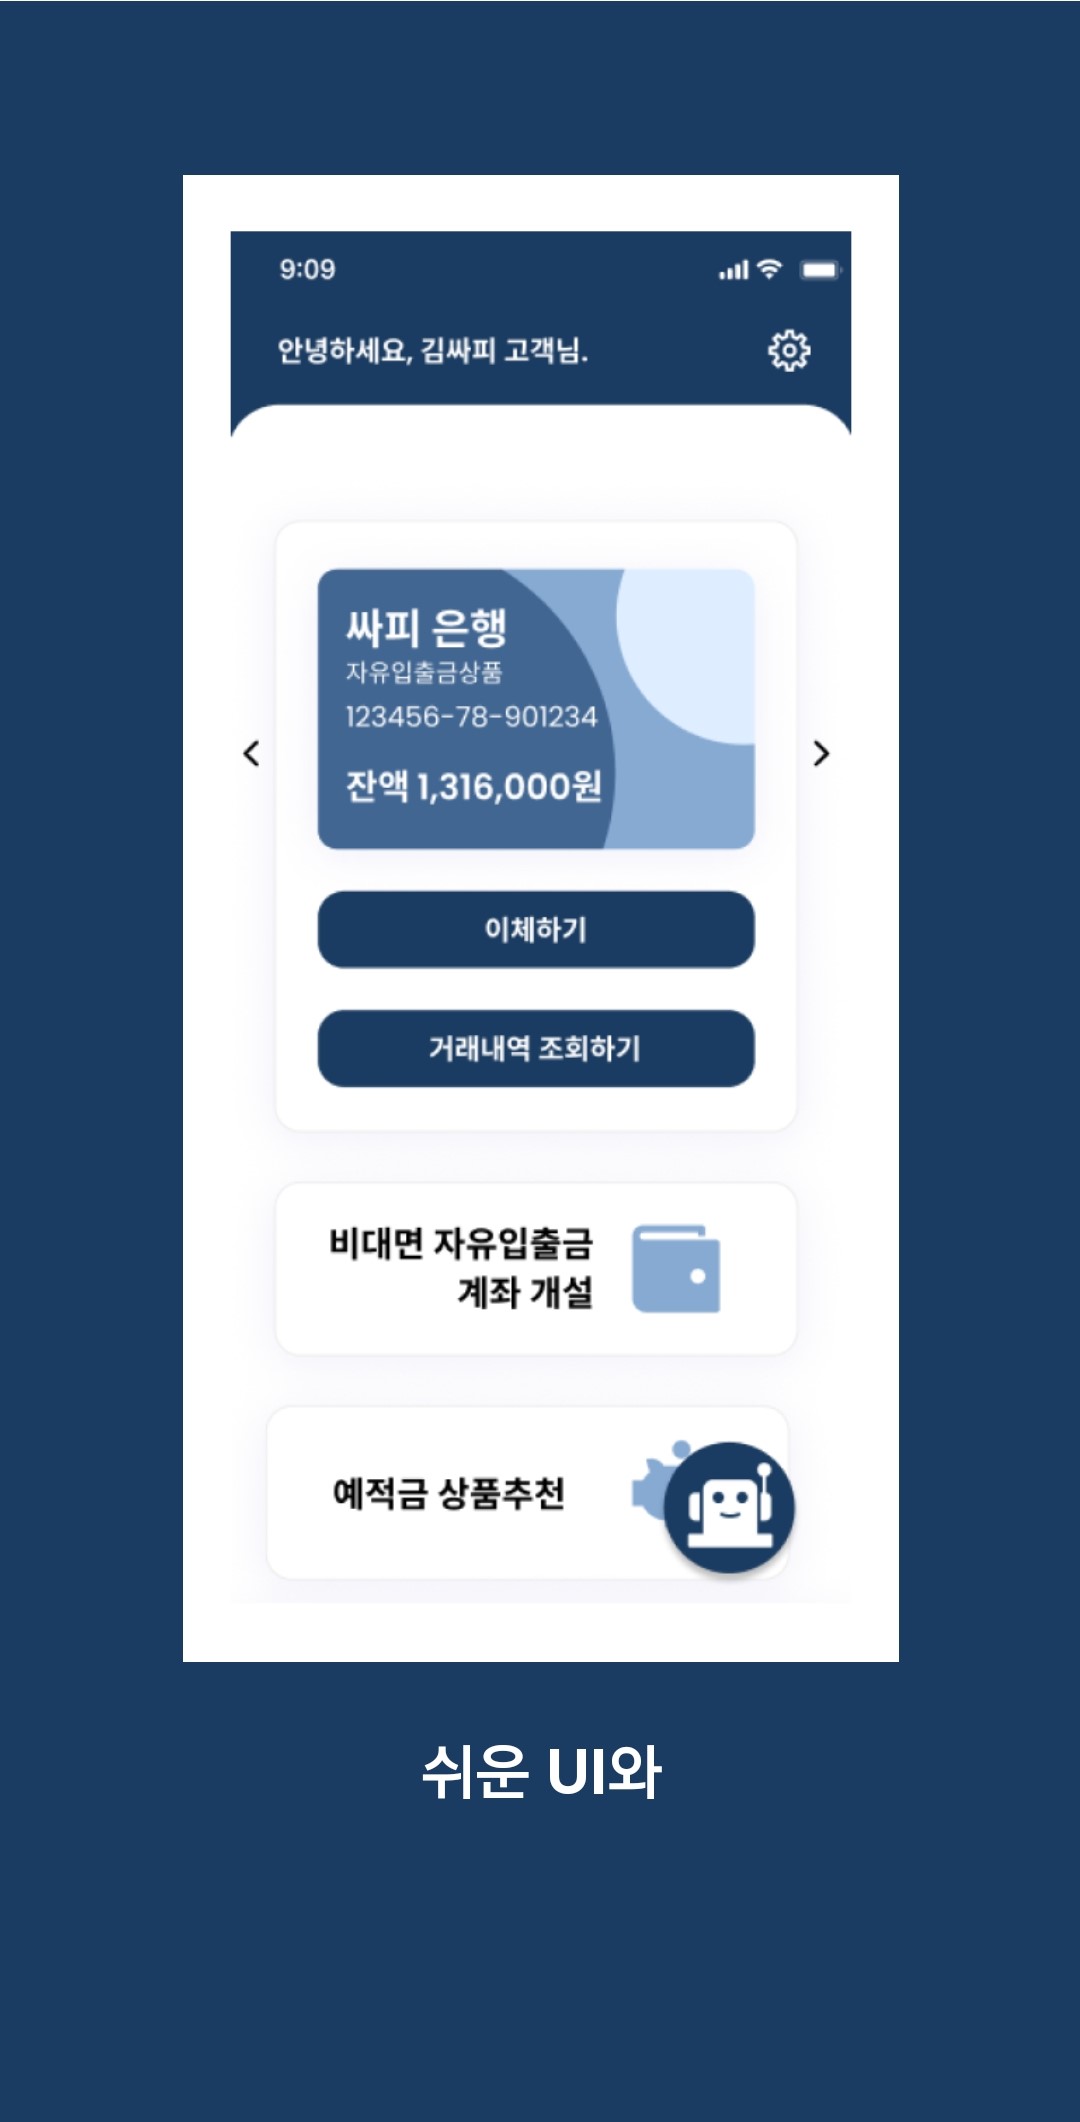 9:09
안녕하세요, 김싸피 고객님.
싸피 은행
자유입출금상품
123456-78-901234
잔액 1,316,000원
이체하기
거래내역 조회하기
비대면 자유입출금
계좌 개설
예적금 상품추천
쉬운 UI와